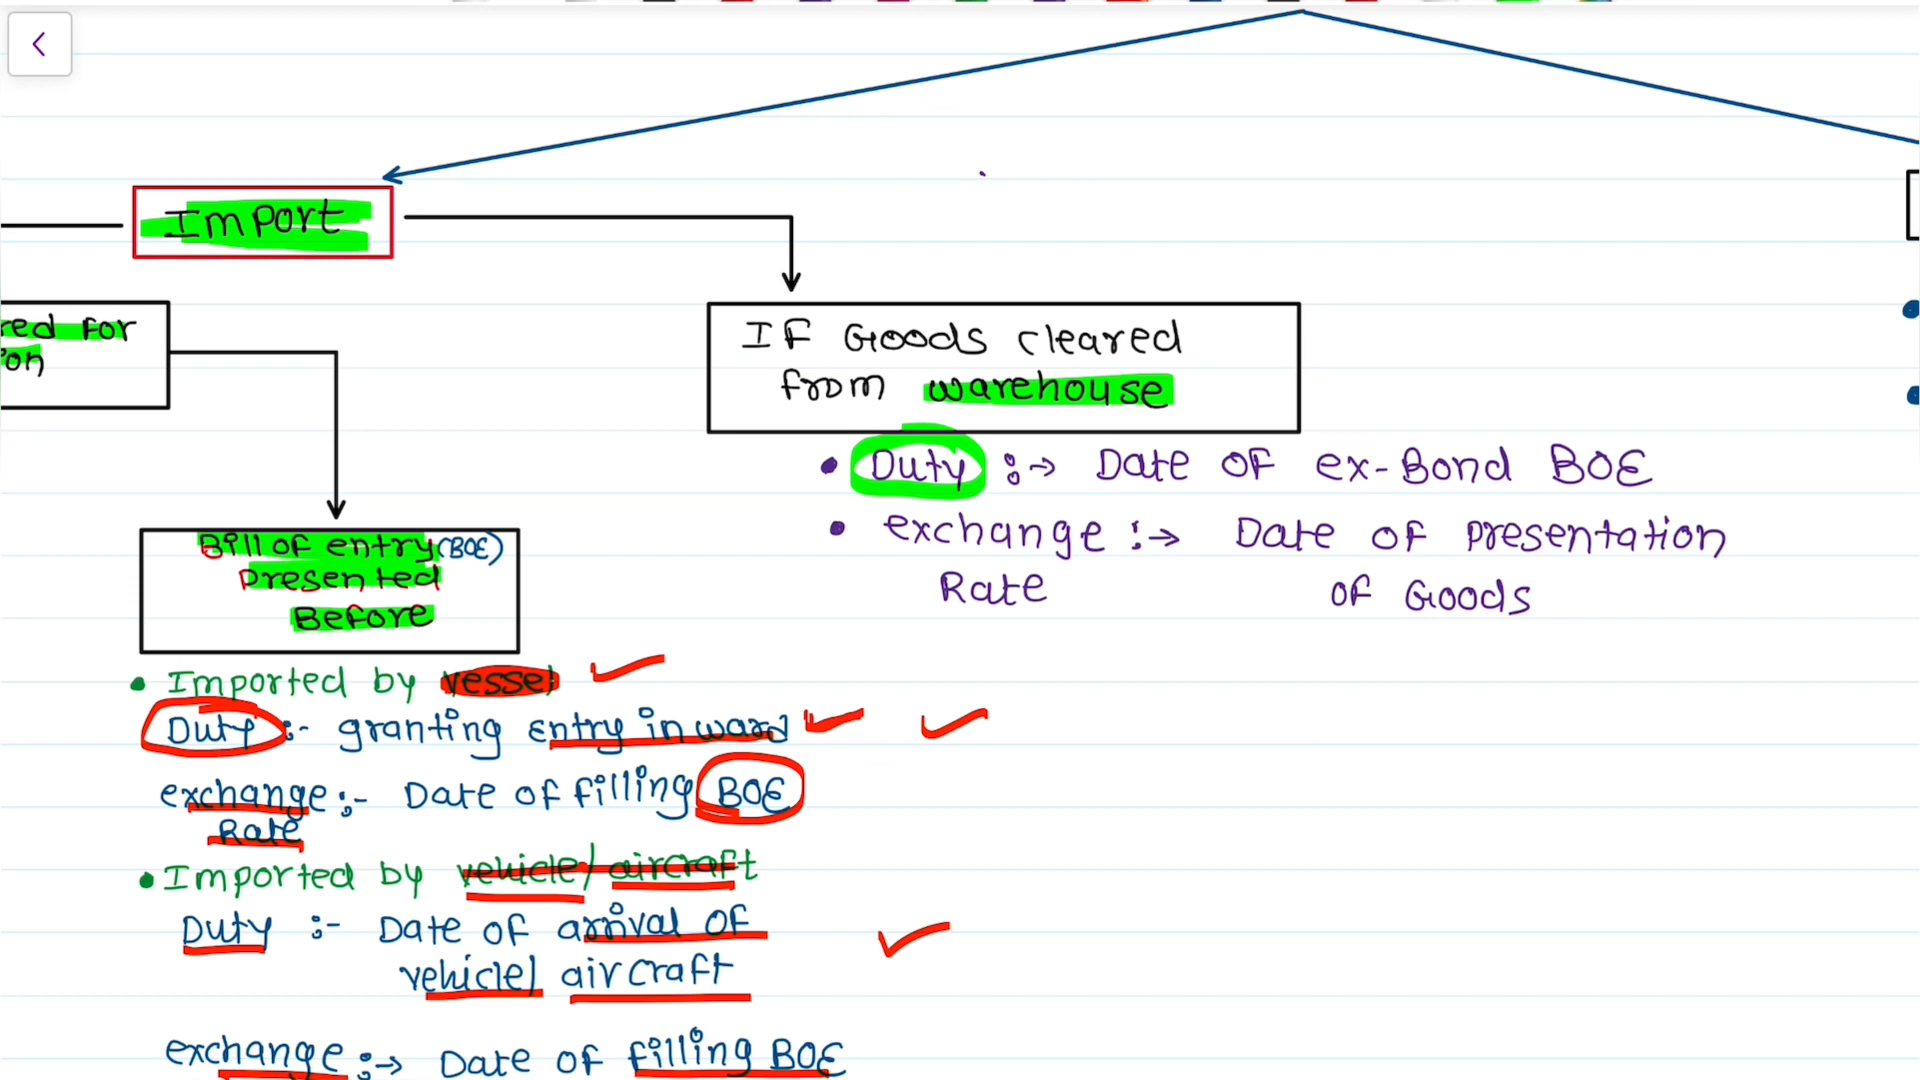 Import
red for
on
IF Goods cleared
from warehouse
• Duty :→ Date of ex-Bond BOE
• exchange :→ Date of presentation
Rate of Goods
Bill of entry (BOE)
Presented
Before
• Imported by vessel
Duty :- granting entry inward
exchange :- Date of filling BOE
Rate
• Imported by vehicle/ aircraft
Duty :- Date of arrival of
vehicle/ aircraft
exchange :→ Date of filling BOE